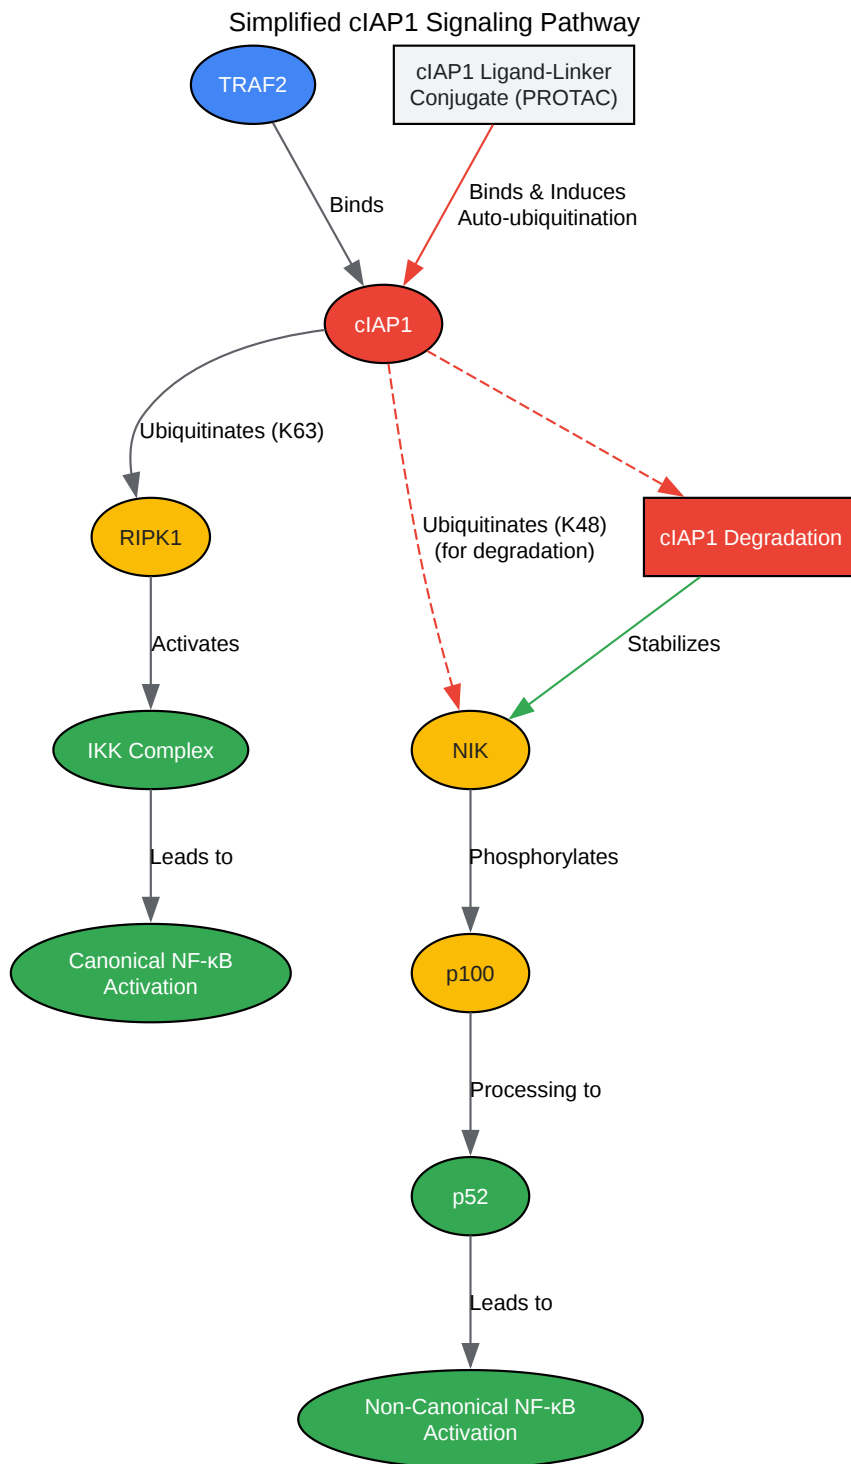 Simplified cIAP1 Signaling Pathway
TRAF2
cIAP1 Ligand-Linker
Conjugate (PROTAC)
Binds
Binds & Induces
Auto-ubiquitination
cIAP1
Ubiquitinates (K63)
Ubiquitinates (K48)
(for degradation)
RIPK1
cIAP1 Degradation
Activates
Stabilizes
IKK Complex
NIK
Leads to
Phosphorylates
Canonical NF-κB
Activation
p100
Processing to
p52
Leads to
Non-Canonical NF-κB
Activation